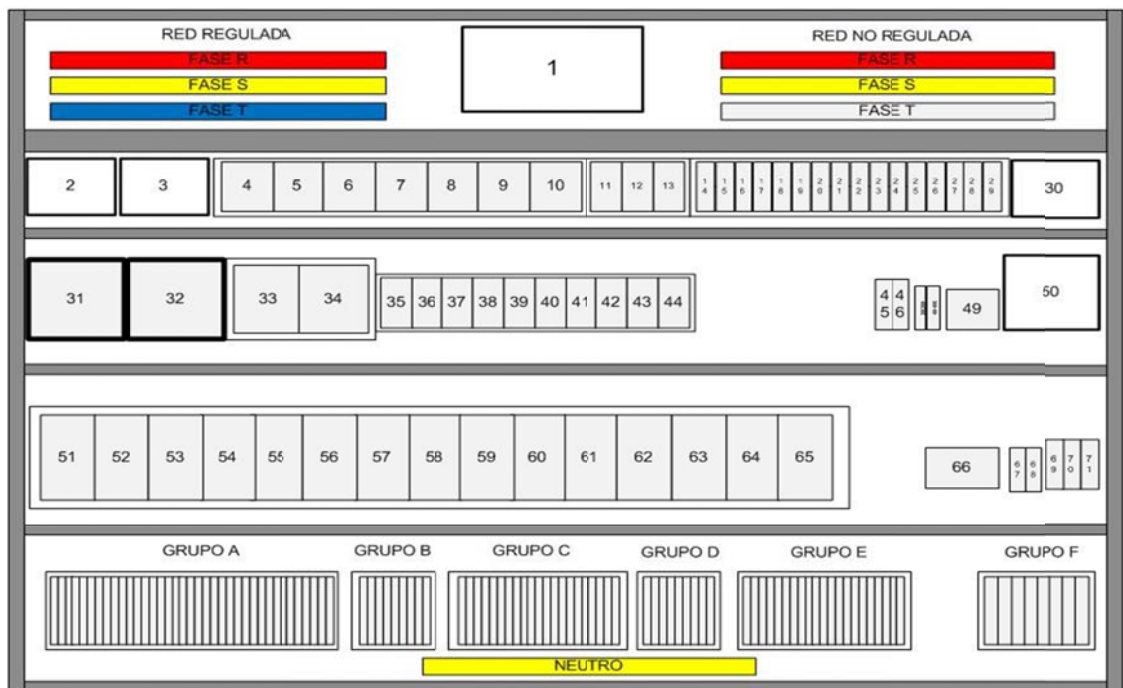 RED REGULADA
FASE R
FASE S
FASE T
1
RED NO REGULADA
FASE R
FASE S
FASE T
2 3 4 5 6 7 8 9 10 11 12 13 14 15 16 17 18 19 20 21 22 23 24 25 26 27 28 29 30
31 32 33 34 35 36 37 38 39 40 41 42 43 44 45 46 49 50
51 52 53 54 55 56 57 58 59 60 61 62 63 64 65 66 67 68 69 70 71
GRUPO A GRUPO B GRUPO C GRUPO D GRUPO E GRUPO F
NEUTRO